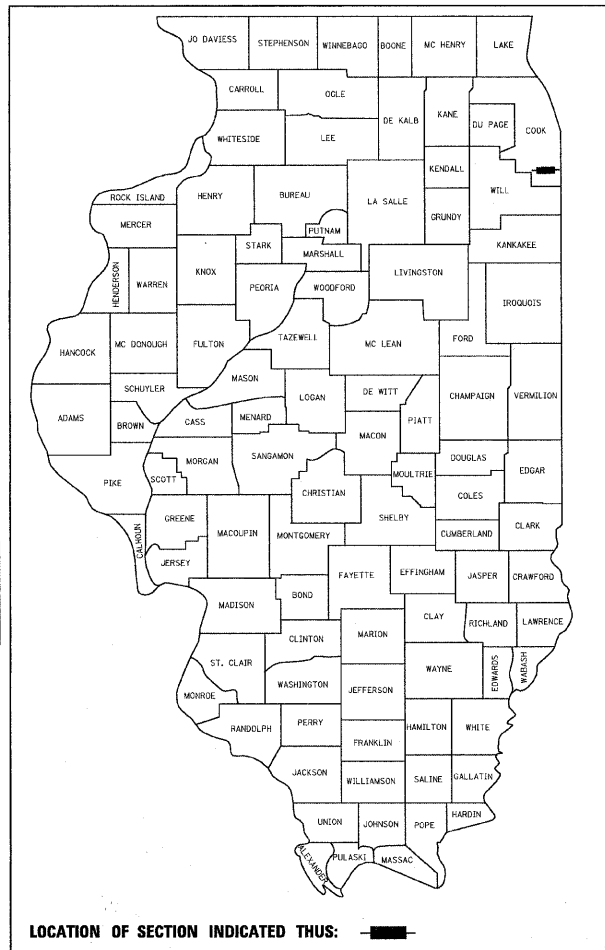 JO DAVIESS STEPHENSON WINNEBAGO BOONE MC HENRY LAKE
CARROLL OGLE
DE KALB KANE DU PAGE COOK
WHITESIDE LEE
KENDALL WILL
ROCK ISLAND HENRY BUREAU LA SALLE
GRUNDY
MERCER PUTNAM
STARK MARSHALL KANKAKEE
HENDERSON WARREN KNOX PEORIA WOODFORD LIVINGSTON IROQUOIS
HANCOCK MC DONOUGH FULTON TAZEWELL MC LEAN FORD
SCHUYLER MASON LOGAN DE WITT CHAMPAIGN VERMILION
ADAMS BROWN CASS MENARD MACON PIATT
MORGAN SANGAMON DOUGLAS EDGAR
PIKE SCOTT CHRISTIAN MOULTRIE COLES
GREENE SHELBY
CALHOUN MACOUPIN MONTGOMERY CUMBERLAND CLARK
JERSEY FAYETTE EFFINGHAM JASPER CRAWFORD
MADISON BOND
CLINTON MARION CLAY RICHLAND LAWRENCE
ST. CLAIR WAYNE EDWARDS WABASH
MONROE WASHINGTON JEFFERSON
RANDOLPH PERRY HAMILTON WHITE
FRANKLIN
JACKSON WILLIAMSON SALINE GALLATIN
UNION JOHNSON POPE HARDIN
ALEXANDER PULASKI MASSAC
LOCATION OF SECTION INDICATED THUS: